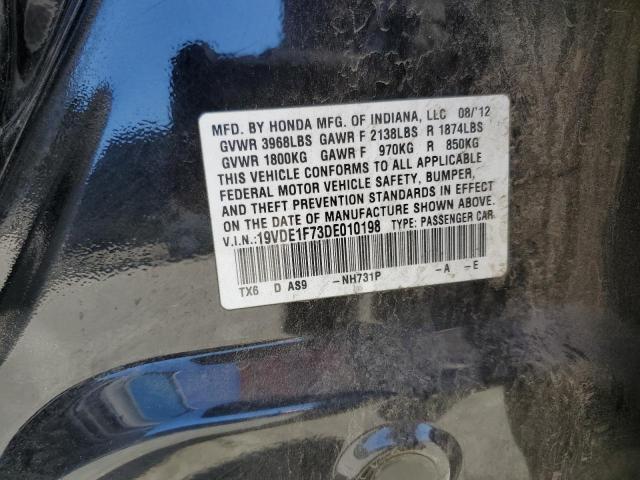 MFD. BY HONDA MFG. OF INDIANA, LLC 08/'12
GVWR 3968LBS GAWR F 2138LBS R 1874LBS
GVWR 1800KG GAWR F 970KG R 850KG
THIS VEHICLE CONFORMS TO ALL APPLICABLE
FEDERAL MOTOR VEHICLE SAFETY, BUMPER,
AND THEFT PREVENTION STANDARDS IN EFFECT
ON THE DATE OF MANUFACTURE SHOWN ABOVE.
V.I.N.:19VDE1F73DE010198 TYPE: PASSENGER CAR
TX6 D AS9 -NH731P -A -E